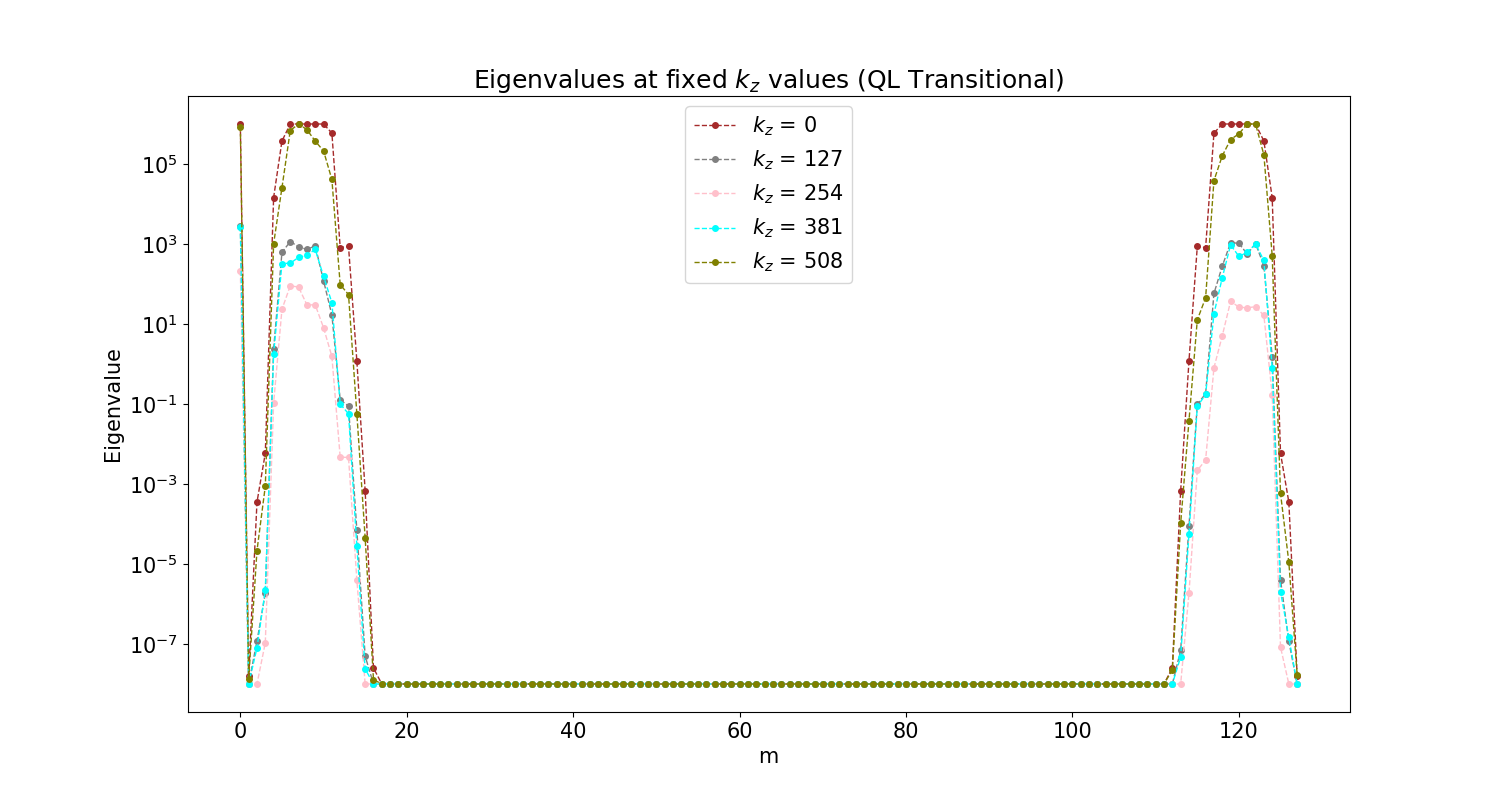 Eigenvalues at fixed $k_z$ values (QL Transitional)
$k_z$ = 0
$k_z$ = 127
$k_z$ = 254
$k_z$ = 381
$k_z$ = 508
Eigenvalue
$10^5$
$10^3$
$10^1$
$10^{-1}$
$10^{-3}$
$10^{-5}$
$10^{-7}$
0 20 40 60 80 100 120
m